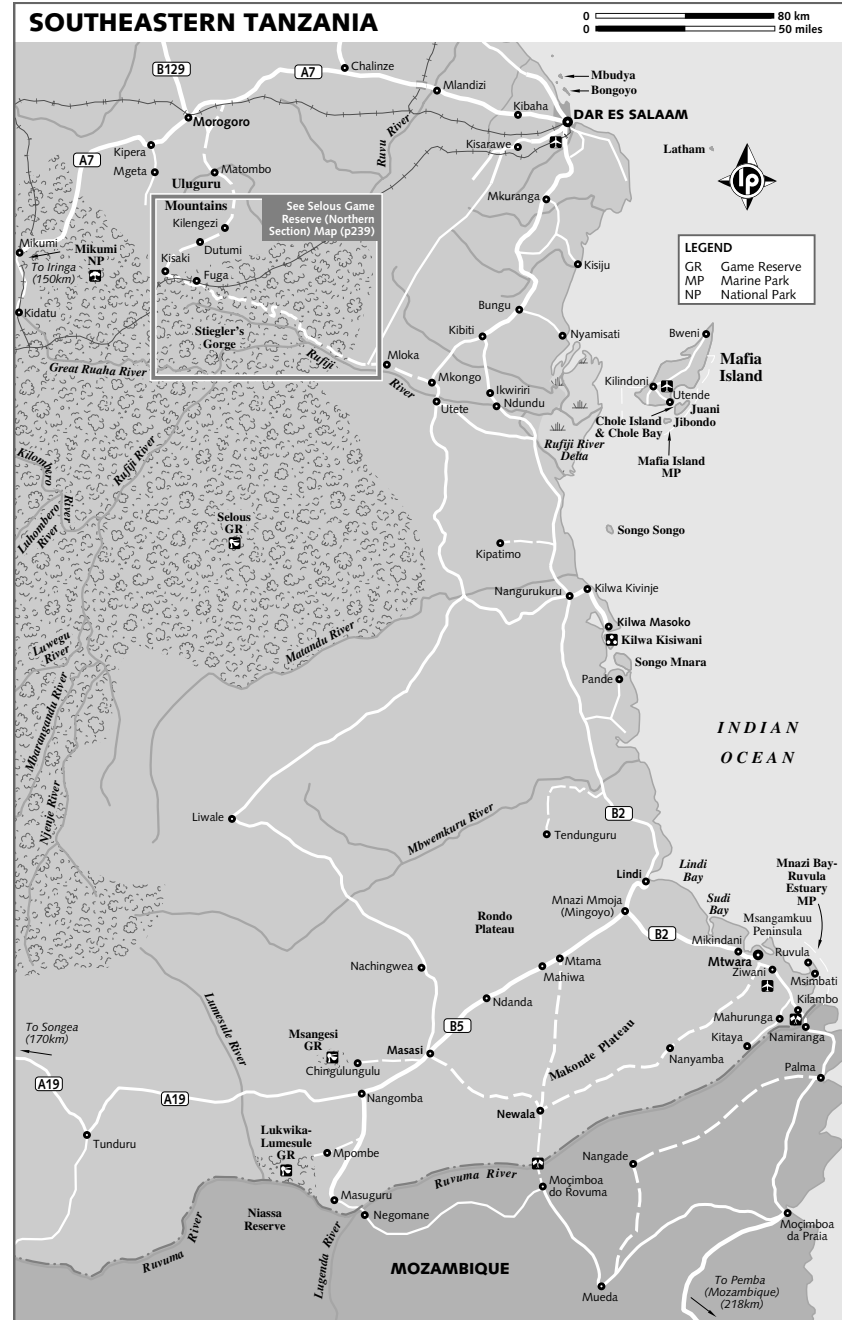 SOUTHEASTERN TANZANIA
0 80 km
0 50 miles
B129
A7
Chalinze
Mlandizi
Mbudya
Bongoyo
Kibaha
DAR ES SALAAM
Morogoro
Ruvu River
Kisarawe
Latham
lp
Kipera
A7
Mgeta
Matombo
Uluguru
Mountains
See Selous Game
Reserve (Northern
Section) Map (p239)
Mkuranga
Kilengezi
Dutumi
LEGEND
GR Game Reserve
MP Marine Park
NP National Park
Mikumi
To Iringa
(150km)
Mikumi
NP
Kisaki
Fuga
Kisiju
Kidatu
Stiegler's
Gorge
Bungu
Kibiti
Nyamisati
Bweni
Mafia
Island
Great Ruaha River
Rufiji
River
Mloka
Mkongo
Utete
Ikwiriri
Ndundu
Kilindoni
Utende
Juani
Chole Island
& Chole Bay
Jibondo
Rufiji River
Delta
Mafia Island
MP
Kilombero
River
Rufiji River
Luhombero
River
Selous
GR
Songo Songo
Kipatimo
Nangurukuru
Kilwa Kivinje
Kilwa Masoko
Kilwa Kisiwani
Matandu River
Luwegu
River
Songo Mnara
Pande
Mbarangandu River
Njenje River
INDIAN
OCEAN
Liwale
Mbwemkuru River
B2
Tendunguru
Lindi
Lindi
Bay
Mnazi Bay-
Ruvula
Estuary
MP
Mnazi Mmoja
(Mingoyo)
Sudi
Bay
Msangamkuu
Peninsula
Rondo
Plateau
B2
Mikindani
Mtwara
Ruvula
Ziwani
Msimbati
Nachingwea
Mtama
Mahiwa
Ndanda
Kilambo
Mahurunga
Namiranga
Lumesule River
B5
Msangesi
GR
Chingulungulu
Masasi
Makonde Plateau
Kitaya
Nanyamba
Palma
To Songea
(170km)
A19
A19
Nangomba
Newala
Tunduru
Lukwika-
Lumesule
GR
Mpombe
Nangade
Ruvuma River
Moçimboa
do Rovuma
Masuguru
Negomane
Niassa
Reserve
Ruvuma River
Lugenda River
Moçimboa
da Praia
MOZAMBIQUE
Mueda
To Pemba
(Mozambique)
(218km)